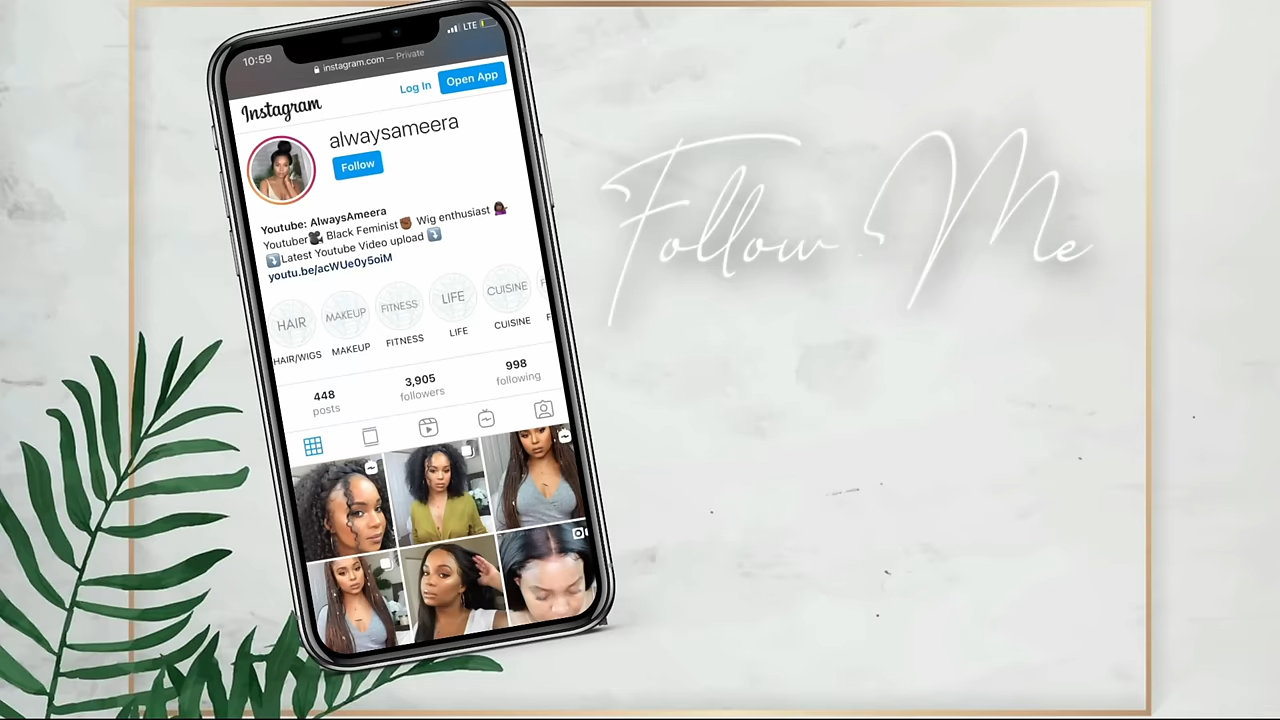 10:59
LTE
instagram.com — Private
Instagram
Log In
Open App
alwaysameera
Follow
Youtube: AlwaysAmeera
Youtuber🎥 Black Feminist✊🏾 Wig enthusiast 💁🏾‍♀️
⤵️Latest Youtube Video upload ⤵️
youtu.be/acWUe0y5oiM
HAIR
MAKEUP
FITNESS
LIFE
CUISINE
F
HAIR/WIGS
MAKEUP
FITNESS
LIFE
CUISINE
F
448
posts
3,905
followers
998
following
Follow Me